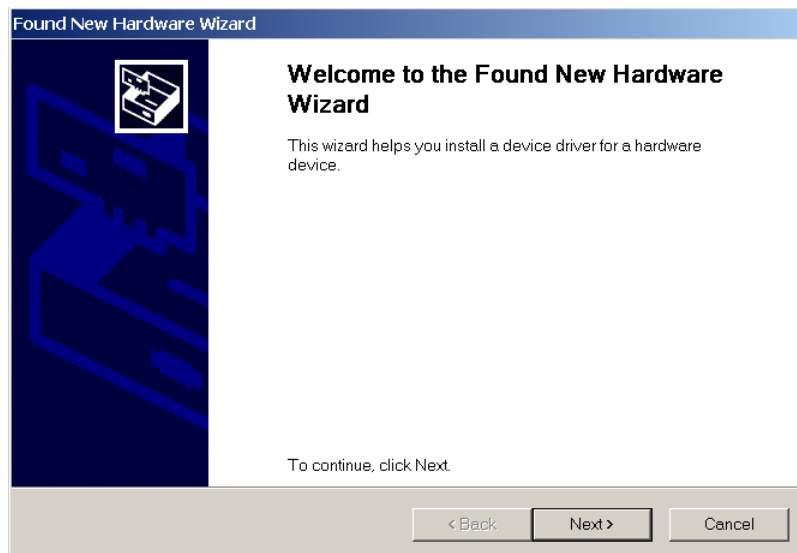 Found New Hardware Wizard
Welcome to the Found New Hardware
Wizard
This wizard helps you install a device driver for a hardware
device.
To continue, click Next.
< Back
Next >
Cancel